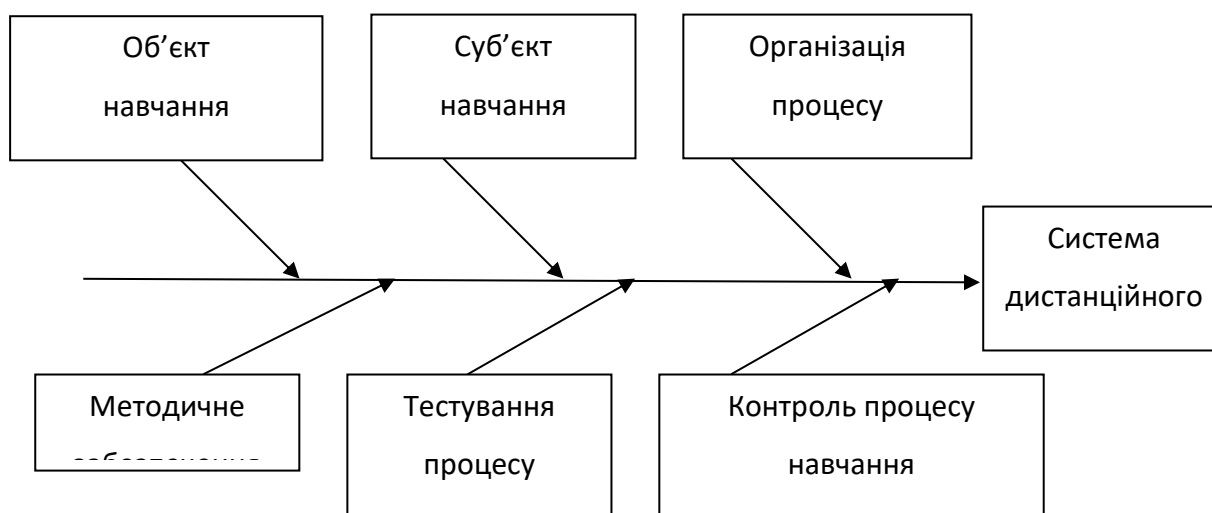 Об’єкт
навчання
Суб’єкт
навчання
Організація
процесу
Система
дистанційного
Методичне
Тестування
процесу
Контроль процесу
навчання